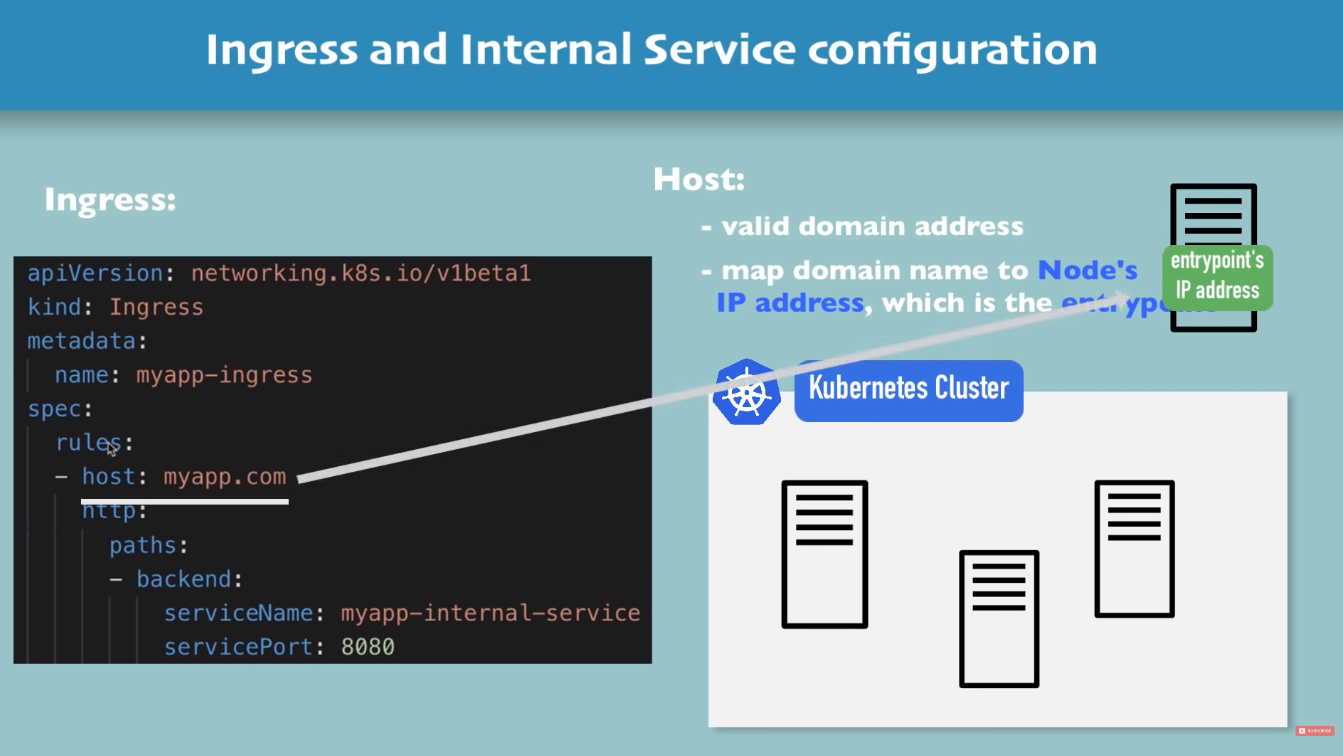 Ingress and Internal Service configuration
Ingress:
apiVersion: networking.k8s.io/v1beta1
kind: Ingress
metadata:
name: myapp-ingress
spec:
rules:
- host: myapp.com
http:
paths:
- backend:
serviceName: myapp-internal-service
servicePort: 8080
Host:
- valid domain address
- map domain name to Node's
IP address, which is the
entrypoint's
IP address
Kubernetes Cluster
SUBSCRIBE